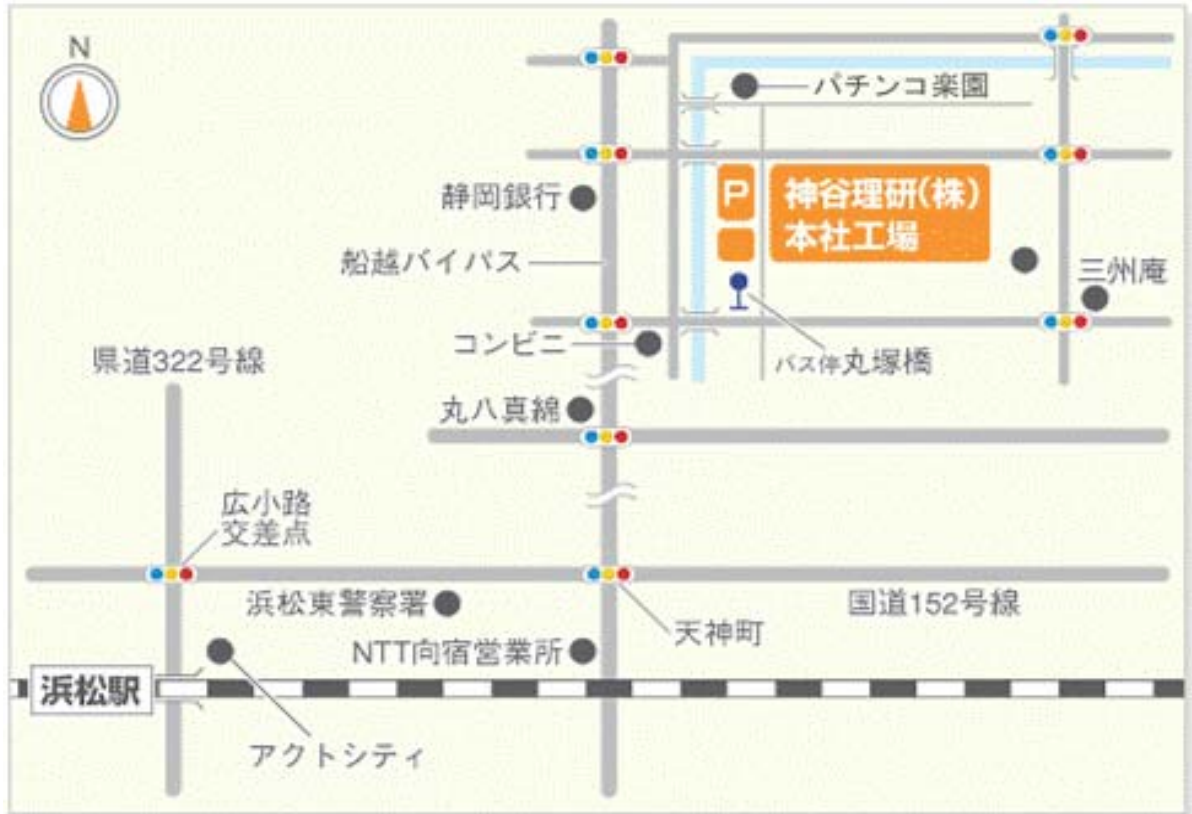 N
パチンコ楽園
静岡銀行
P
神谷理研(株)
本社工場
船越バイパス
三州庵
コンビニ
バス停丸塚橋
県道322号線
丸八真綿
広小路
交差点
浜松東警察署
国道152号線
天神町
NTT向宿営業所
浜松駅
アクトシティ